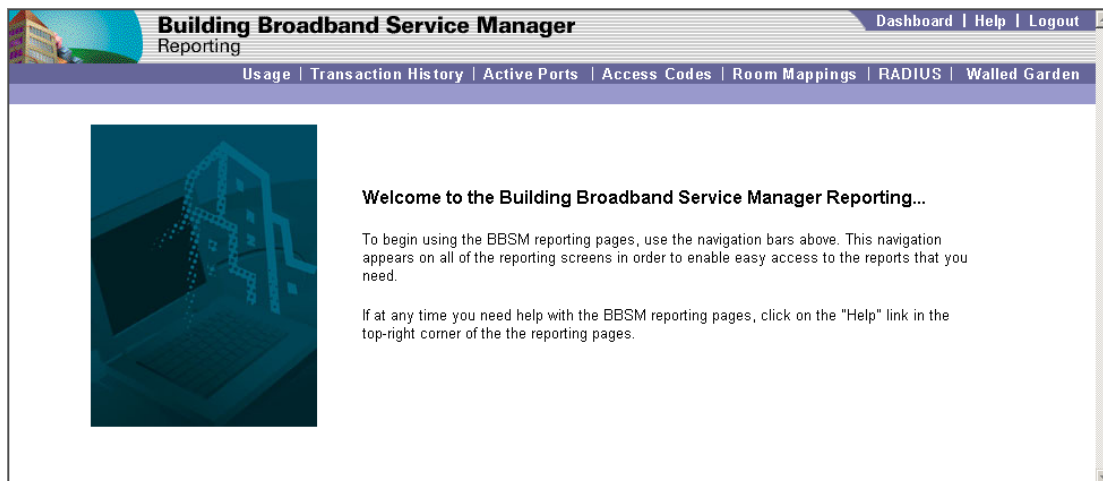 Building Broadband Service Manager
Reporting
Dashboard | Help | Logout
Usage | Transaction History | Active Ports | Access Codes | Room Mappings | RADIUS | Walled Garden
Welcome to the Building Broadband Service Manager Reporting...
To begin using the BBSM reporting pages, use the navigation bars above. This navigation
appears on all of the reporting screens in order to enable easy access to the reports that you
need.
If at any time you need help with the BBSM reporting pages, click on the "Help" link in the
top-right corner of the the reporting pages.